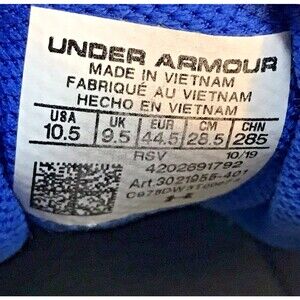 UNDER ARMOUR
MADE IN VIETNAM
FABRIQUÉ AU VIETNAM
HECHO EN VIETNAM
USA UK EUR CM CHN
10.5 9.5 44.5 28.5 285
RSV 10/19
4202691792
Art.3021955-401